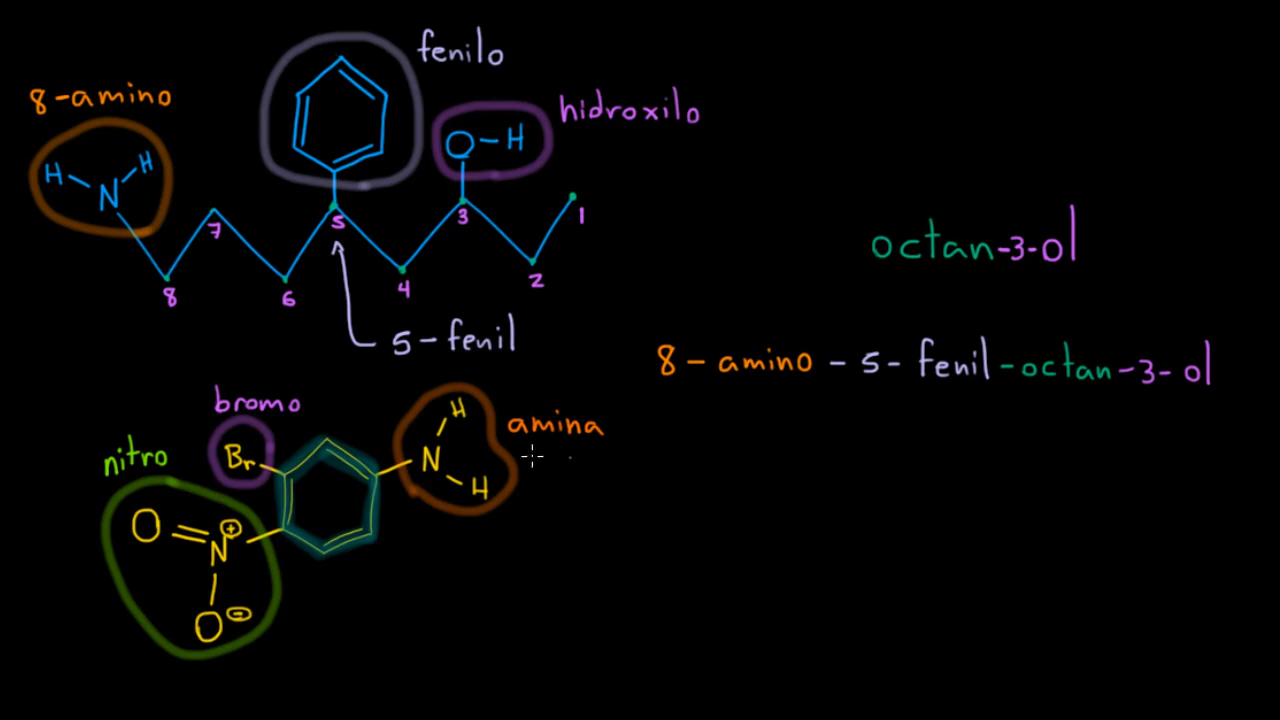 fenilo
8-amino
hidroxilo
H H
N
O-H
7 5 3 1
8 6 4 2
octan-3-ol
5-fenil
8-amino-5-fenil-octan-3-ol
bromo
nitro
amina
Br
N
H
H
O
N +
O -